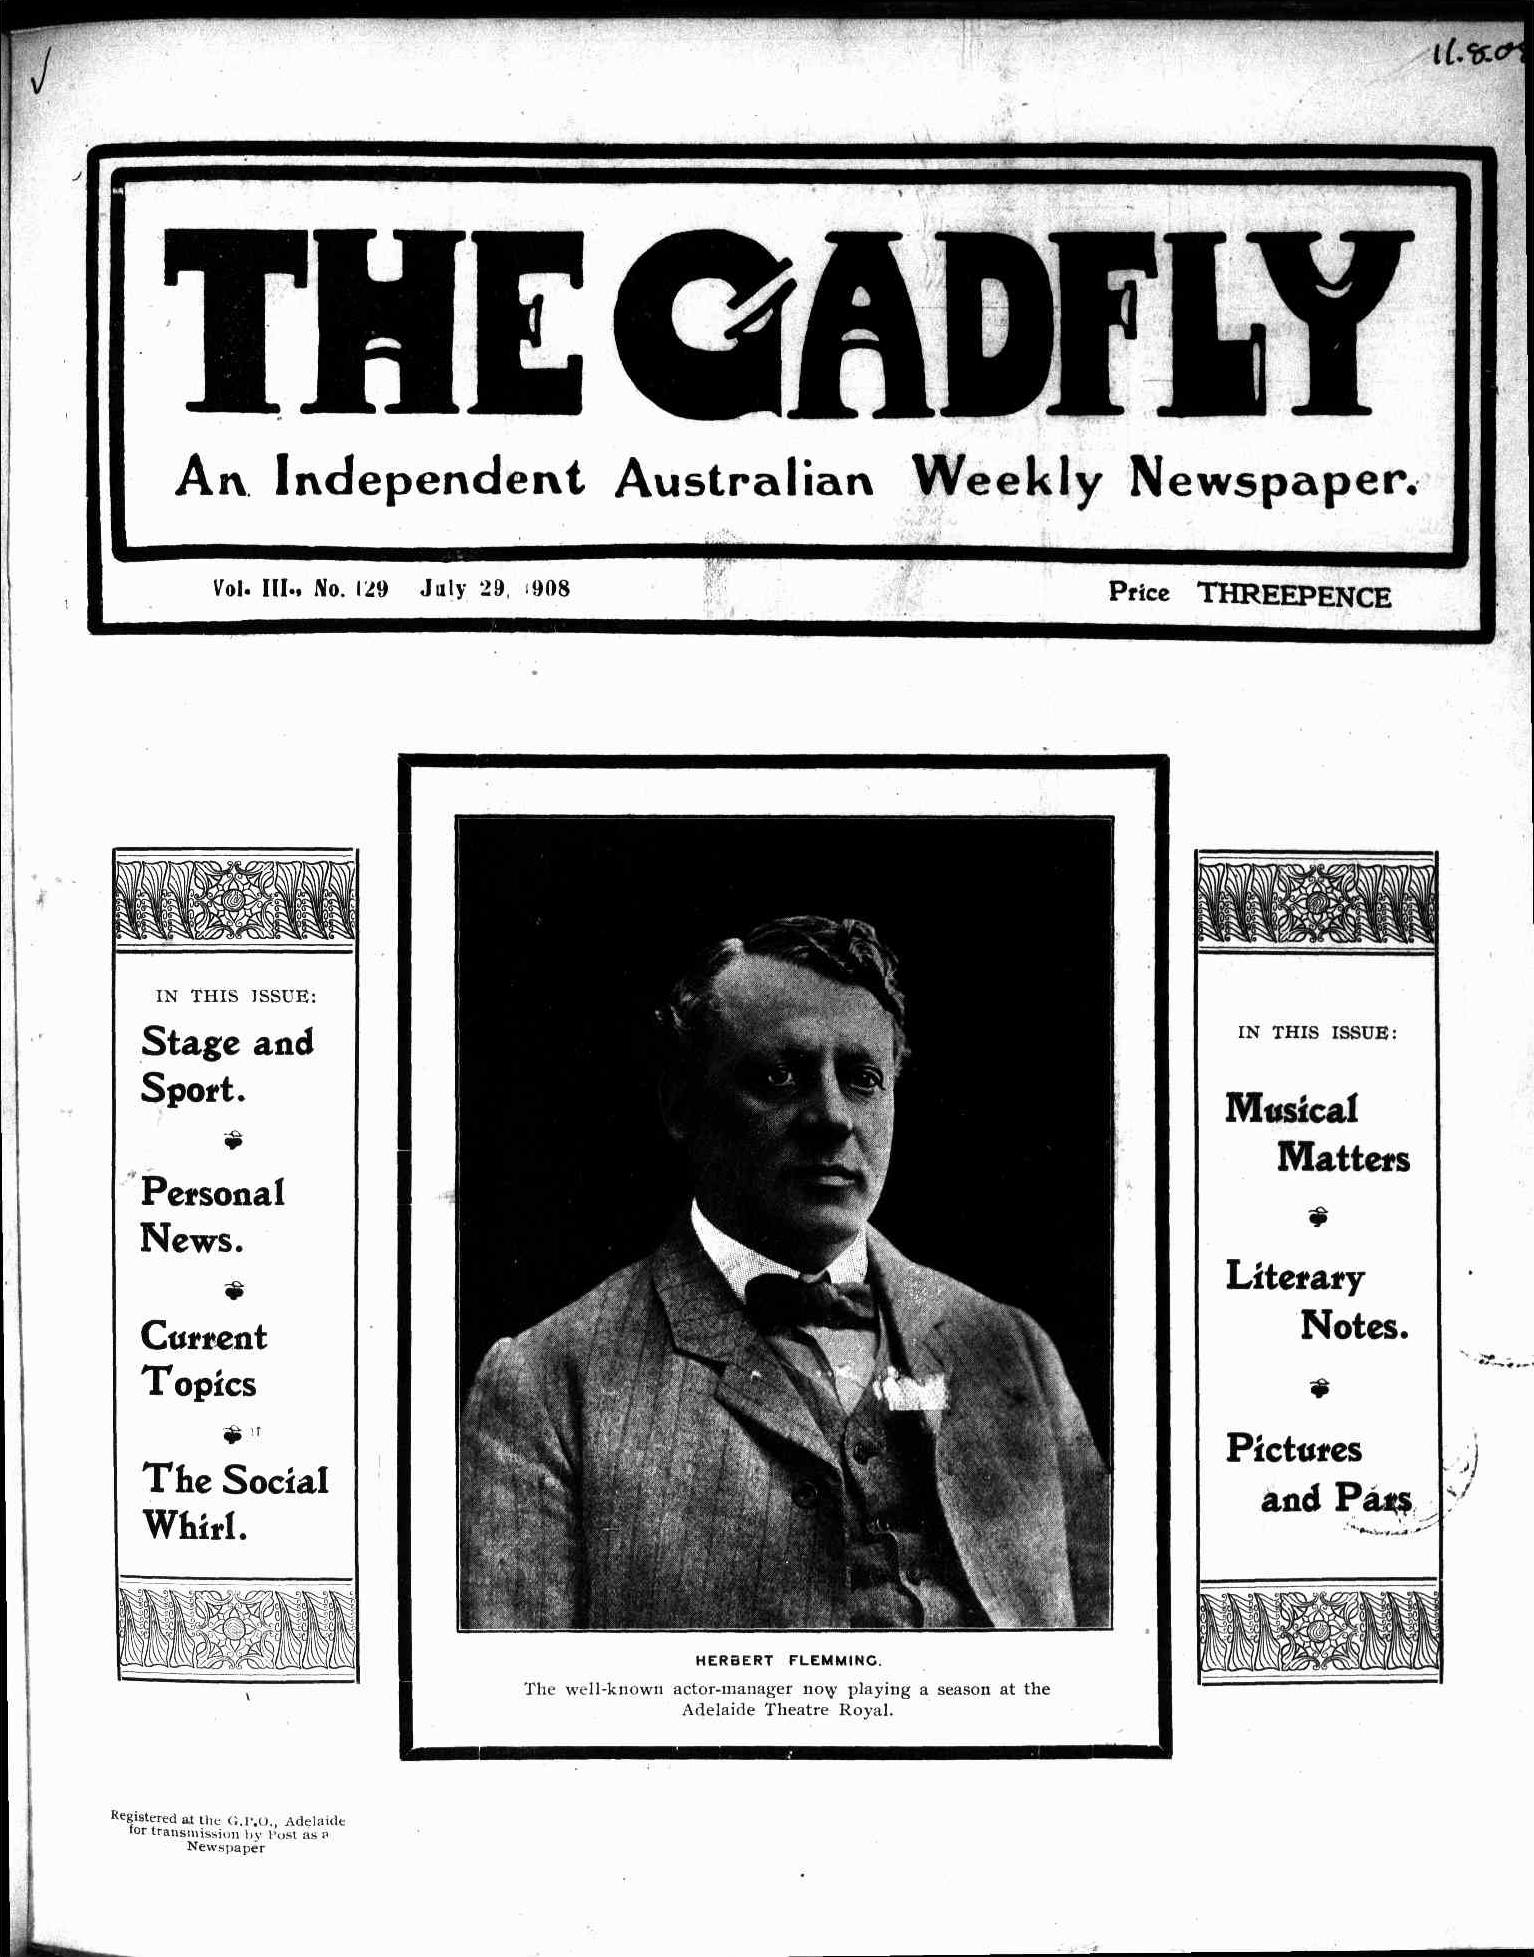 11.8.08
THE GADFLY
An Independent Australian Weekly Newspaper.
Vol. III., No. 129 July 29, 1908
Price THREEPENCE
IN THIS ISSUE:
Stage and
Sport.
Personal
News.
Current
Topics
The Social
Whirl.
HERBERT FLEMMING.
The well-known actor-manager now playing a season at the
Adelaide Theatre Royal.
IN THIS ISSUE:
Musical
Matters
Literary
Notes.
Pictures
and Pars
Registered at the G.P.O., Adelaide
for transmission by Post as a
Newspaper